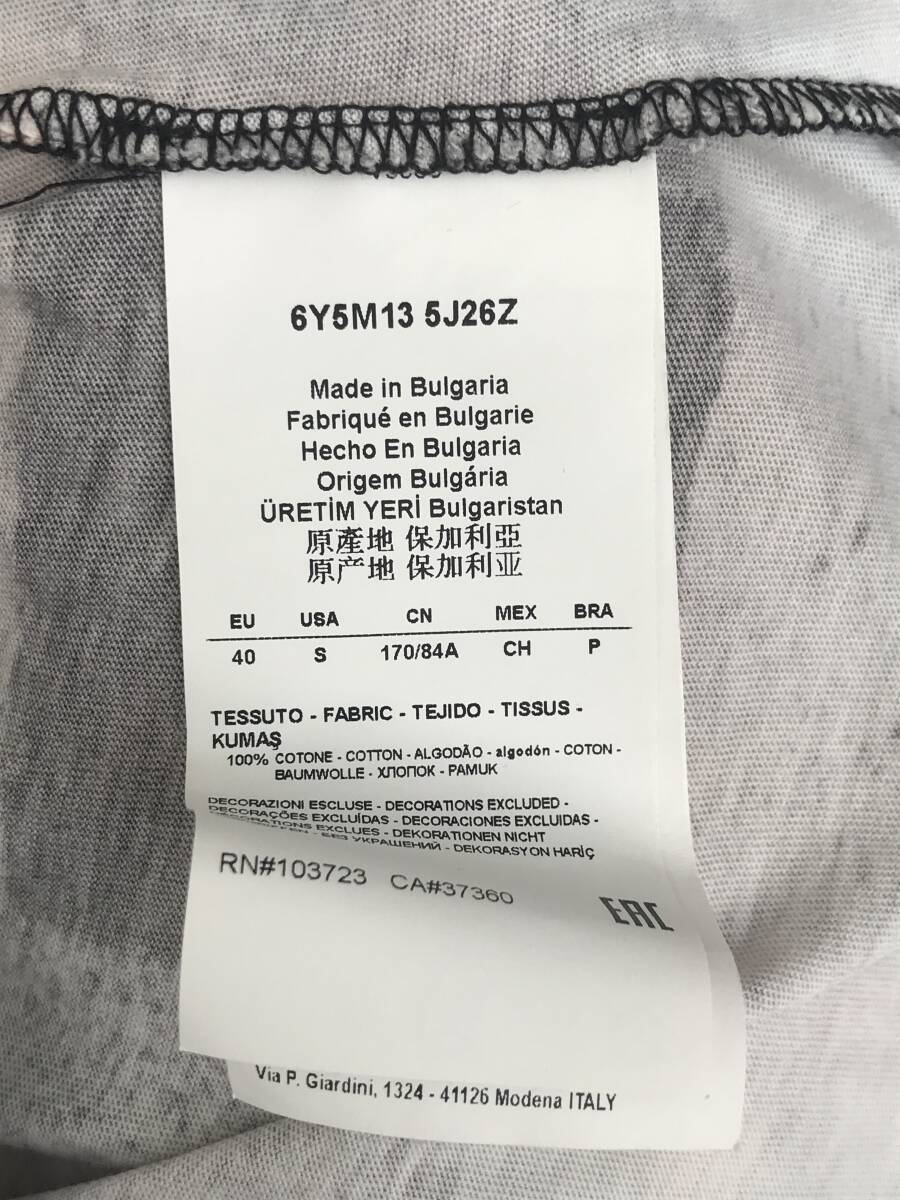 6Y5M13 5J26Z
Made in Bulgaria
Fabriqué en Bulgarie
Hecho En Bulgaria
Origem Bulgária
ÜRETİM YERİ Bulgaristan
原產地 保加利亞
原产地 保加利亚
EU USA CN MEX BRA
40 S 170/84A CH P
TESSUTO - FABRIC - TEJIDO - TISSUS -
KUMAŞ
100% COTONE - COTTON - ALGODÃO - algodón - COTON -
BAUMWOLLE - ХЛОПОК - PAMUK
DECORAZIONI ESCLUSE - DECORATIONS EXCLUDED -
DECORAÇÕES EXCLUÍDAS - DECORACIONES EXCLUIDAS -
DECORATIONS EXCLUES - DEKORATIONEN NICHT
- БЕЗ УКРАШЕНИЙ - DEKORASYON HARİÇ
RN#103723 CA#37360
EAC
Via P. Giardini, 1324 - 41126 Modena ITALY